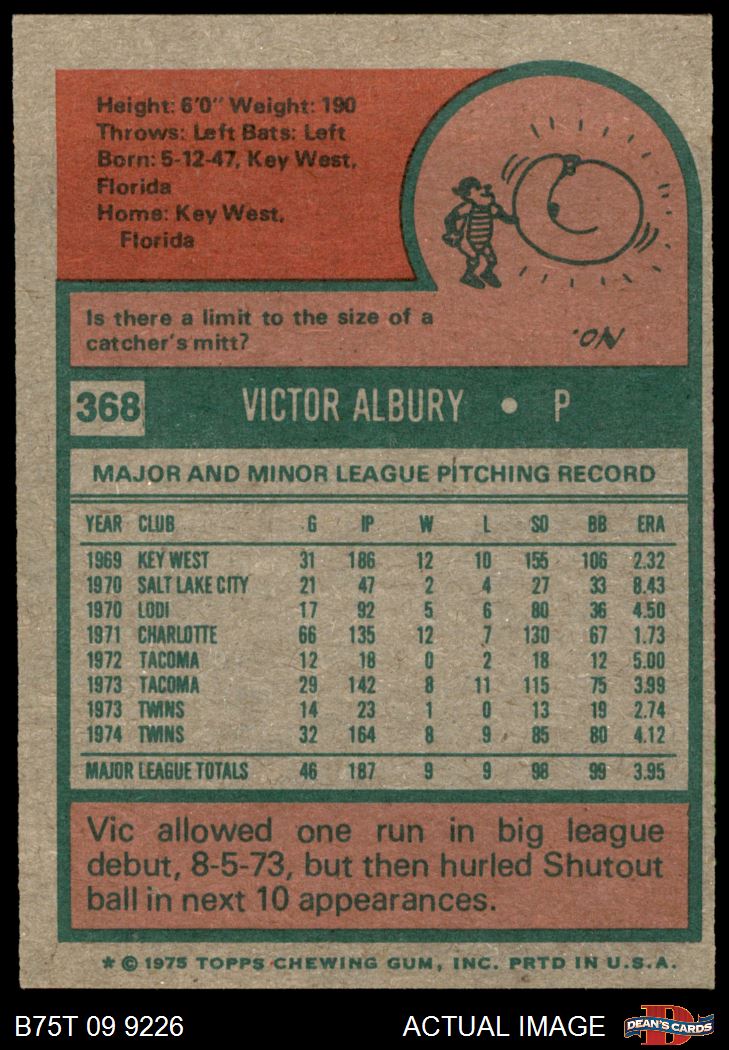 Height: 6'0" Weight: 190
Throws: Left Bats: Left
Born: 5-12-47, Key West,
Florida
Home: Key West,
Florida
Is there a limit to the size of a
catcher's mitt?
NO.
368 VICTOR ALBURY • P
MAJOR AND MINOR LEAGUE PITCHING RECORD
YEAR CLUB G IP W L SO BB ERA
1969 KEY WEST 31 186 12 10 155 106 2.32
1970 SALT LAKE CITY 21 47 2 4 27 33 8.43
1970 LODI 17 92 5 6 80 36 4.50
1971 CHARLOTTE 66 135 12 7 130 67 1.73
1972 TACOMA 12 18 0 2 18 12 5.00
1973 TACOMA 29 142 8 11 115 75 3.99
1973 TWINS 14 23 1 0 13 19 2.74
1974 TWINS 32 164 8 9 85 80 4.12
MAJOR LEAGUE TOTALS 46 187 9 9 98 99 3.95
Vic allowed one run in big league
debut, 8-5-73, but then hurled Shutout
ball in next 10 appearances.
* © 1975 TOPPS CHEWING GUM, INC. PRTD IN U.S.A.
B75T 09 9226 ACTUAL IMAGE DEAN'S CARDS